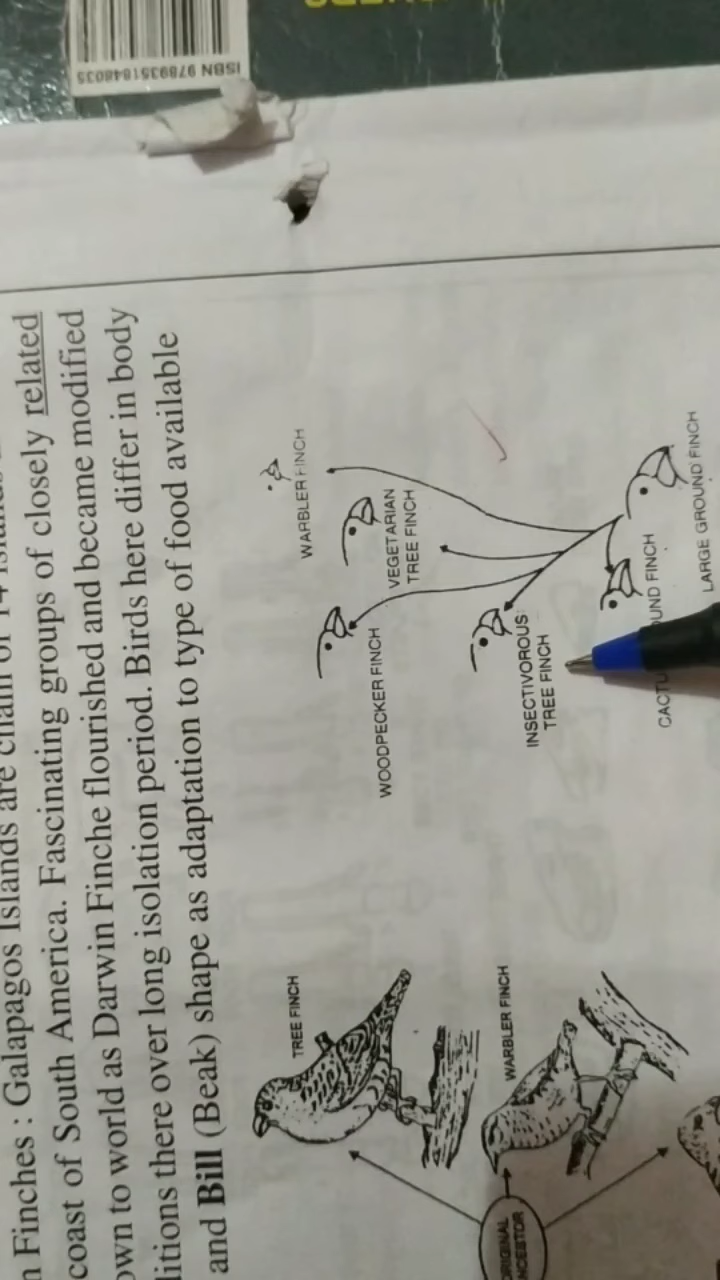 ISBN 9789351848035
Finches : Galapagos Islands are chain of 14
coast of South America. Fascinating groups of closely related
own to world as Darwin Finche flourished and became modified
ditions there over long isolation period. Birds here differ in body
and Bill (Beak) shape as adaptation to type of food available
TREE FINCH
WARBLER FINCH
ORIGINAL
ANCESTOR
WARBLER FINCH
VEGETARIAN
TREE FINCH
WOODPECKER FINCH
INSECTIVOROUS
TREE FINCH
CACTU UND FINCH
LARGE GROUND FINCH